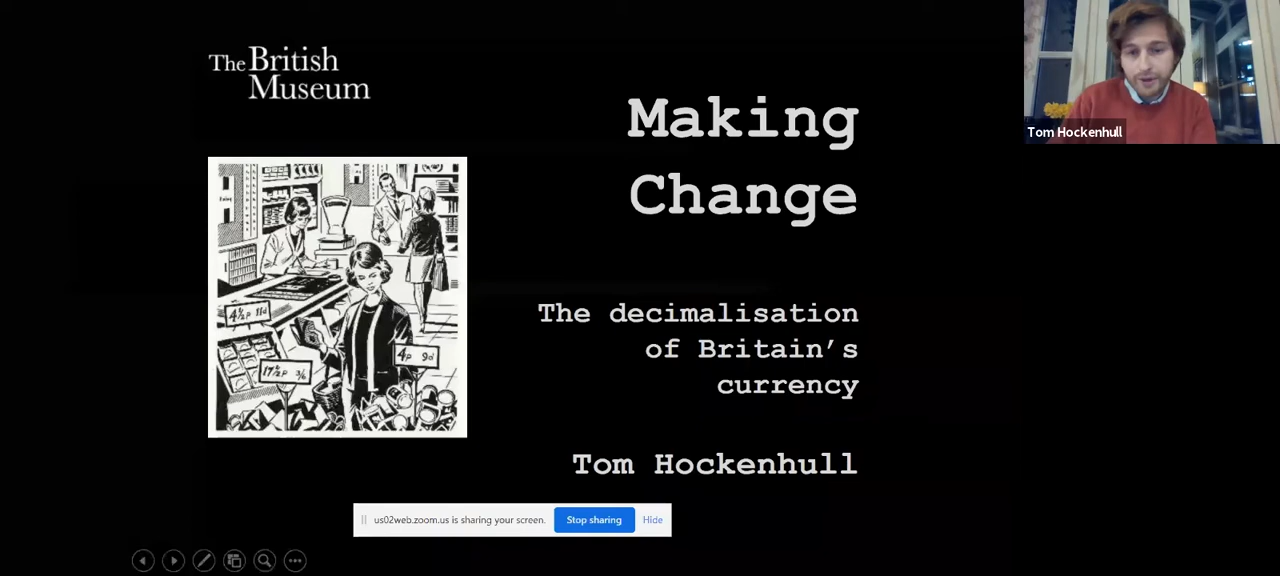 The British
Museum
Making
Change
The decimalisation
of Britain's
currency
Tom Hockenhull
4½p 11d
4p 9d
17½p 3/6
us02web.zoom.us is sharing your screen. Stop sharing Hide
Tom Hockenhull